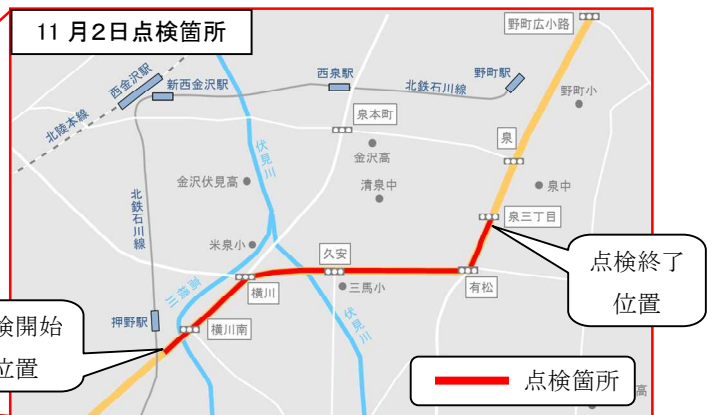 11 月2日点検箇所
野町広小路
西金沢駅
新西金沢駅
西泉駅
北鉄石川線
野町駅
野町小
北陸本線
泉本町
伏見川
金沢高
泉
金沢伏見高
清泉中
泉中
北鉄石川線
泉三丁目
米泉小
久安
点検終了
位置
横川
三馬小
有松
伏見川
押野駅
横川南
検開始
位置
点検箇所
高